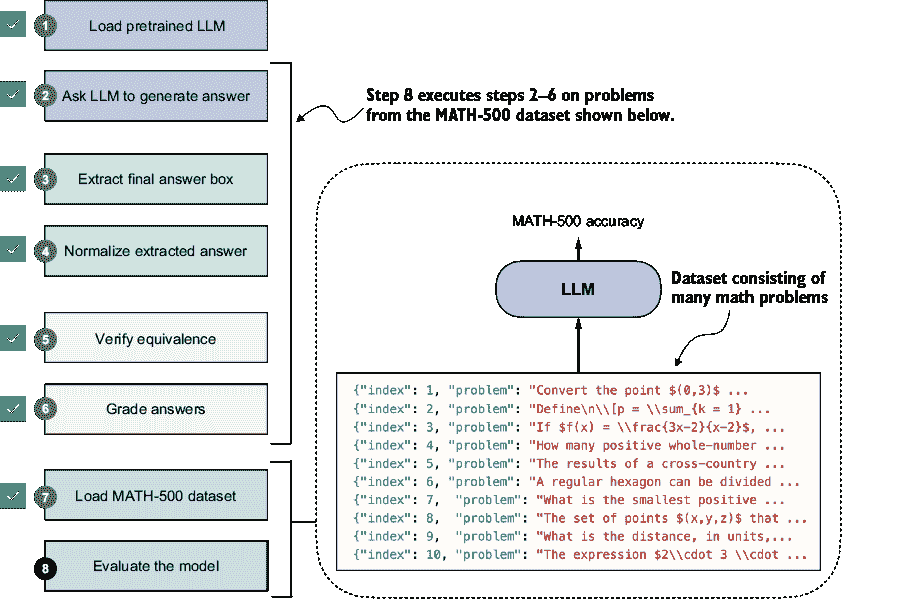 1 Load pretrained LLM
2 Ask LLM to generate answer
Step 8 executes steps 2–6 on problems
from the MATH-500 dataset shown below.
3 Extract final answer box
4 Normalize extracted answer
5 Verify equivalence
6 Grade answers
7 Load MATH-500 dataset
8 Evaluate the model
MATH-500 accuracy
LLM
Dataset consisting of
many math problems
{"index": 1, "problem": "Convert the point $(0,3)$ ...
{"index": 2, "problem": "Define\n\\[p = \\sum_{k = 1} ...
{"index": 3, "problem": "If $f(x) = \\frac{3x-2}{x-2}$, ...
{"index": 4, "problem": "How many positive whole-number ...
{"index": 5, "problem": "The results of a cross-country ...
{"index": 6, "problem": "A regular hexagon can be divided ...
{"index": 7,  "problem": "What is the smallest positive ...
{"index": 8,  "problem": "The set of points $(x,y,z)$ that ...
{"index": 9,  "problem": "What is the distance, in units,...
{"index": 10, "problem": "The expression $2\\cdot 3 \\cdot ...